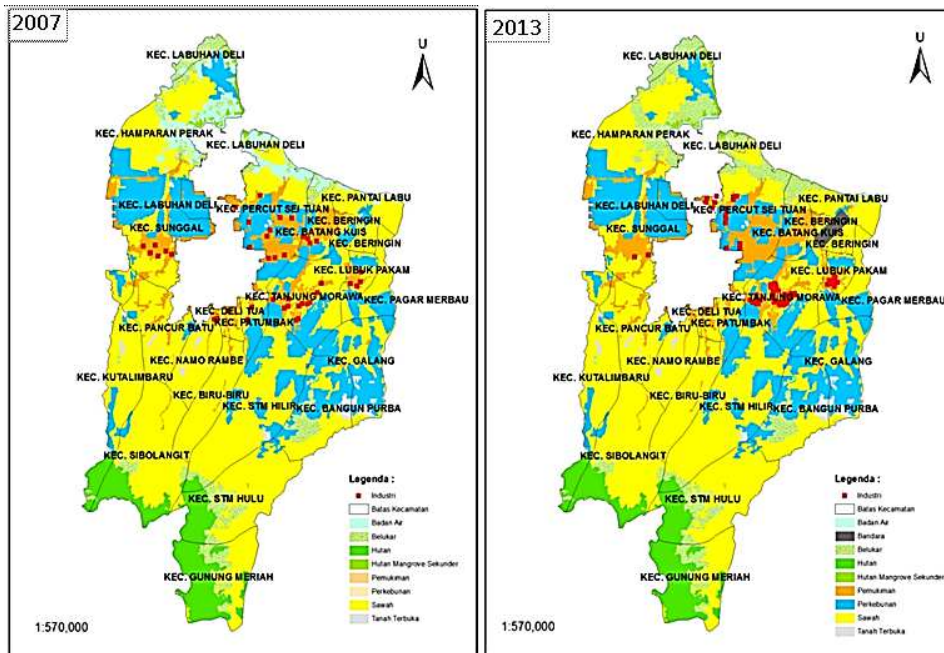 2007
U
KEC. LABUHAN DELI
KEC. HAMPARAN PERAK
KEC. LABUHAN DELI
KEC. PANTAI LABU
KEC. LABUHAN DELI
KEC. PERCUT SEI TUAN
KEC. BERINGIN
KEC. SUNGGAL
KEC. BATANG KUIS
KEC. BERINGIN
KEC. LUBUK PAKAM
KEC. TANJUNG MORAWA
KEC. PAGAR MERBAU
KEC. DELI TUA
KEC. PATUMBAK
KEC. PANCUR BATU
KEC. NAMO RAMBE
KEC. GALANG
KEC. KUTALIMBARU
KEC. BIRU-BIRU
KEC. STM HILIR
KEC. BANGUN PURBA
KEC. SIBOLANGIT
KEC. STM HULU
KEC. GUNUNG MERIAH
Legenda :
Industri
Batas Kecamatan
Badan Air
Belukar
Hutan
Hutan Mangrove Sekunder
Pemukiman
Perkebunan
Sawah
Tanah Terbuka
1:570,000
2013
U
KEC. LABUHAN DELI
KEC. HAMPARAN PERAK
KEC. LABUHAN DELI
KEC. PANTAI LABU
KEC. LABUHAN DELI
KEC. PERCUT SEI TUAN
KEC. BERINGIN
KEC. SUNGGAL
KEC. BATANG KUIS
KEC. BERINGIN
KEC. LUBUK PAKAM
KEC. TANJUNG MORAWA
KEC. PAGAR MERBAU
KEC. DELI TUA
KEC. PATUMBAK
KEC. PANCUR BATU
KEC. NAMO RAMBE
KEC. GALANG
KEC. KUTALIMBARU
KEC. BIRU-BIRU
KEC. STM HILIR
KEC. BANGUN PURBA
KEC. SIBOLANGIT
KEC. STM HULU
KEC. GUNUNG MERIAH
Legenda :
Industri
Batas Kecamatan
Badan Air
Bandara
Belukar
Hutan
Hutan Mangrove Sekunder
Pemukiman
Perkebunan
Sawah
Tanah Terbuka
1:570,000